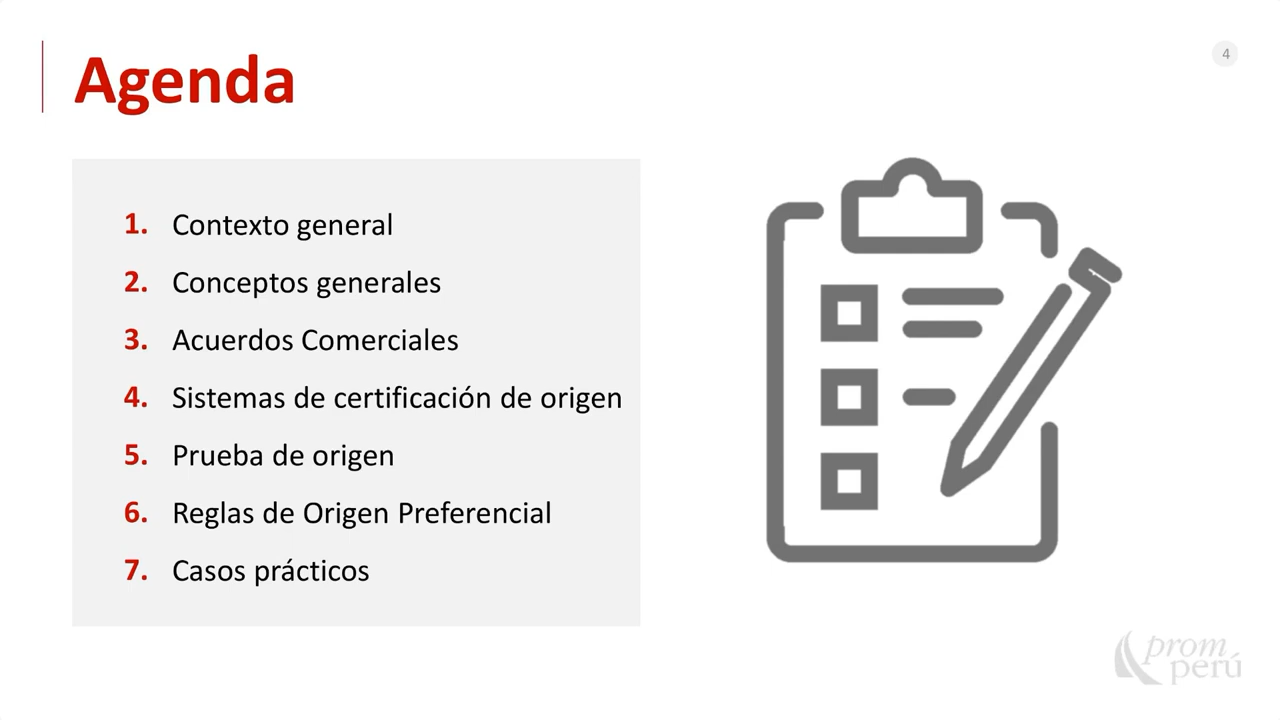 Agenda
4
1. Contexto general
2. Conceptos generales
3. Acuerdos Comerciales
4. Sistemas de certificación de origen
5. Prueba de origen
6. Reglas de Origen Preferencial
7. Casos prácticos
prom
perú